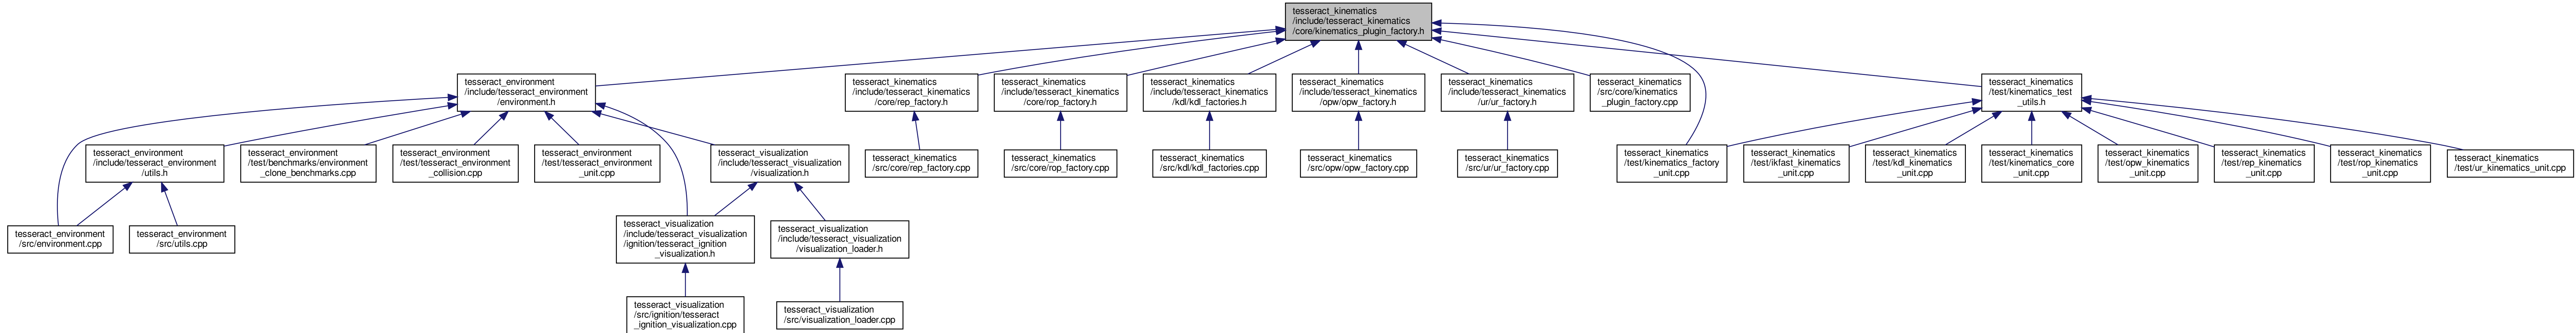 tesseract_kinematics
/include/tesseract_kinematics
/core/kinematics_plugin_factory.h
tesseract_environment
/include/tesseract_environment
/environment.h
tesseract_kinematics
/include/tesseract_kinematics
/core/rep_factory.h
tesseract_kinematics
/include/tesseract_kinematics
/core/rop_factory.h
tesseract_kinematics
/include/tesseract_kinematics
/kdl/kdl_factories.h
tesseract_kinematics
/include/tesseract_kinematics
/opw/opw_factory.h
tesseract_kinematics
/include/tesseract_kinematics
/ur/ur_factory.h
tesseract_kinematics
/src/core/kinematics
_plugin_factory.cpp
tesseract_kinematics
/test/kinematics_test
_utils.h
tesseract_environment
/include/tesseract_environment
/utils.h
tesseract_environment
/test/benchmarks/environment
_clone_benchmarks.cpp
tesseract_environment
/test/tesseract_environment
_collision.cpp
tesseract_environment
/test/tesseract_environment
_unit.cpp
tesseract_visualization
/include/tesseract_visualization
/visualization.h
tesseract_kinematics
/src/core/rep_factory.cpp
tesseract_kinematics
/src/core/rop_factory.cpp
tesseract_kinematics
/src/kdl/kdl_factories.cpp
tesseract_kinematics
/src/opw/opw_factory.cpp
tesseract_kinematics
/src/ur/ur_factory.cpp
tesseract_kinematics
/test/kinematics_factory
_unit.cpp
tesseract_kinematics
/test/ikfast_kinematics
_unit.cpp
tesseract_kinematics
/test/kdl_kinematics
_unit.cpp
tesseract_kinematics
/test/kinematics_core
_unit.cpp
tesseract_kinematics
/test/opw_kinematics
_unit.cpp
tesseract_kinematics
/test/rep_kinematics
_unit.cpp
tesseract_kinematics
/test/rop_kinematics
_unit.cpp
tesseract_kinematics
/test/ur_kinematics_unit.cpp
tesseract_environment
/src/environment.cpp
tesseract_environment
/src/utils.cpp
tesseract_visualization
/include/tesseract_visualization
/ignition/tesseract_ignition
_visualization.h
tesseract_visualization
/include/tesseract_visualization
/visualization_loader.h
tesseract_visualization
/src/ignition/tesseract
_ignition_visualization.cpp
tesseract_visualization
/src/visualization_loader.cpp